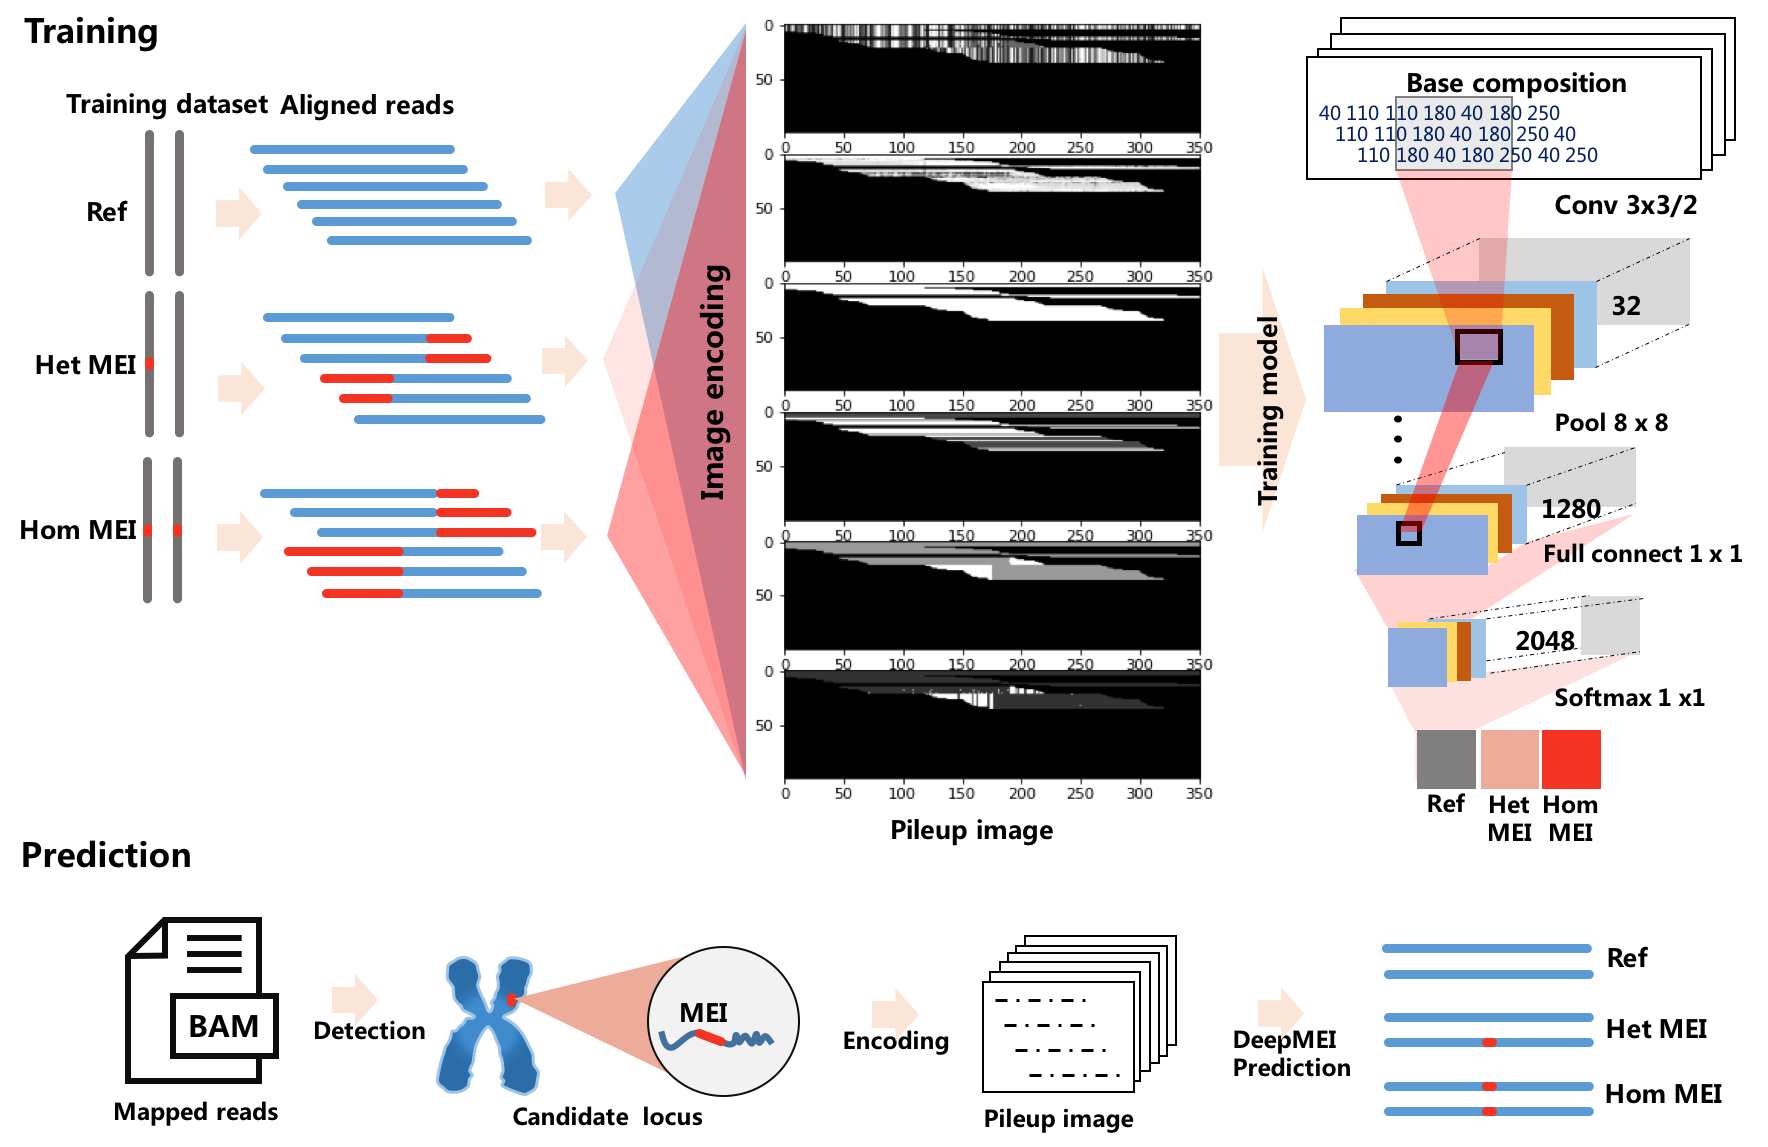 Training
Training dataset
Aligned reads
Ref
Het MEI
Hom MEI
Image encoding
0
50
0 50 100 150 200 250 300 350
0
50
0 50 100 150 200 250 300 350
0
50
0 50 100 150 200 250 300 350
0
50
0 50 100 150 200 250 300 350
0
50
0 50 100 150 200 250 300 350
0
50
0 50 100 150 200 250 300 350
Pileup image
Training model
Base composition
40 110 110 180 40 180 250
110 110 180 40 180 250 40
110 180 40 180 250 40 250
Conv 3x3/2
32
Pool 8 x 8
1280
Full connect 1 x 1
2048
Softmax 1 x1
Ref
Het
MEI
Hom
MEI
Prediction
BAM
Mapped reads
Detection
MEI
Candidate locus
Encoding
Pileup image
DeepMEI
Prediction
Ref
Het MEI
Hom MEI